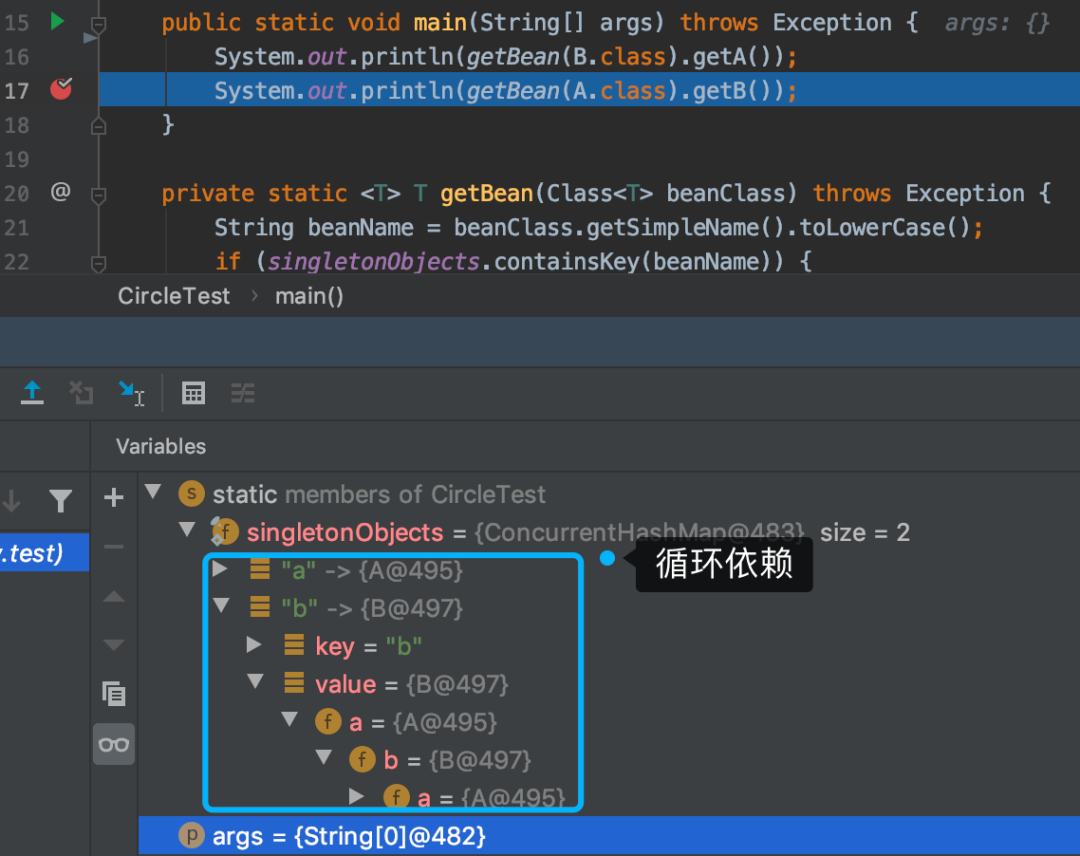 15 public static void main(String[] args) throws Exception { args: {}
16 System.out.println(getBean(B.class).getA());
17 System.out.println(getBean(A.class).getB());
18 }
19
20 @ private static <T> T getBean(Class<T> beanClass) throws Exception {
21 String beanName = beanClass.getSimpleName().toLowerCase();
22 if (singletonObjects.containsKey(beanName)) {
CircleTest › main()
Variables
s static members of CircleTest
f singletonObjects = {ConcurrentHashMap@483} size = 2
循环依赖
"a" -> {A@495}
"b" -> {B@497}
key = "b"
.test)
value = {B@497}
f a = {A@495}
f b = {B@497}
f a = {A@495}
p args = {String[0]@482}